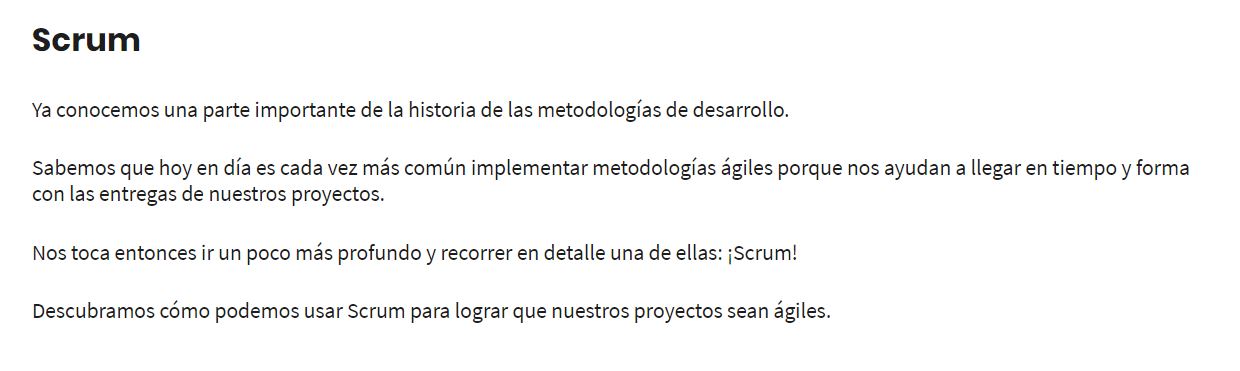 Scrum
Ya conocemos una parte importante de la historia de las metodologías de desarrollo.
Sabemos que hoy en día es cada vez más común implementar metodologías ágiles porque nos ayudan a llegar en tiempo y forma
con las entregas de nuestros proyectos.
Nos toca entonces ir un poco más profundo y recorrer en detalle una de ellas: ¡Scrum!
Descubramos cómo podemos usar Scrum para lograr que nuestros proyectos sean ágiles.